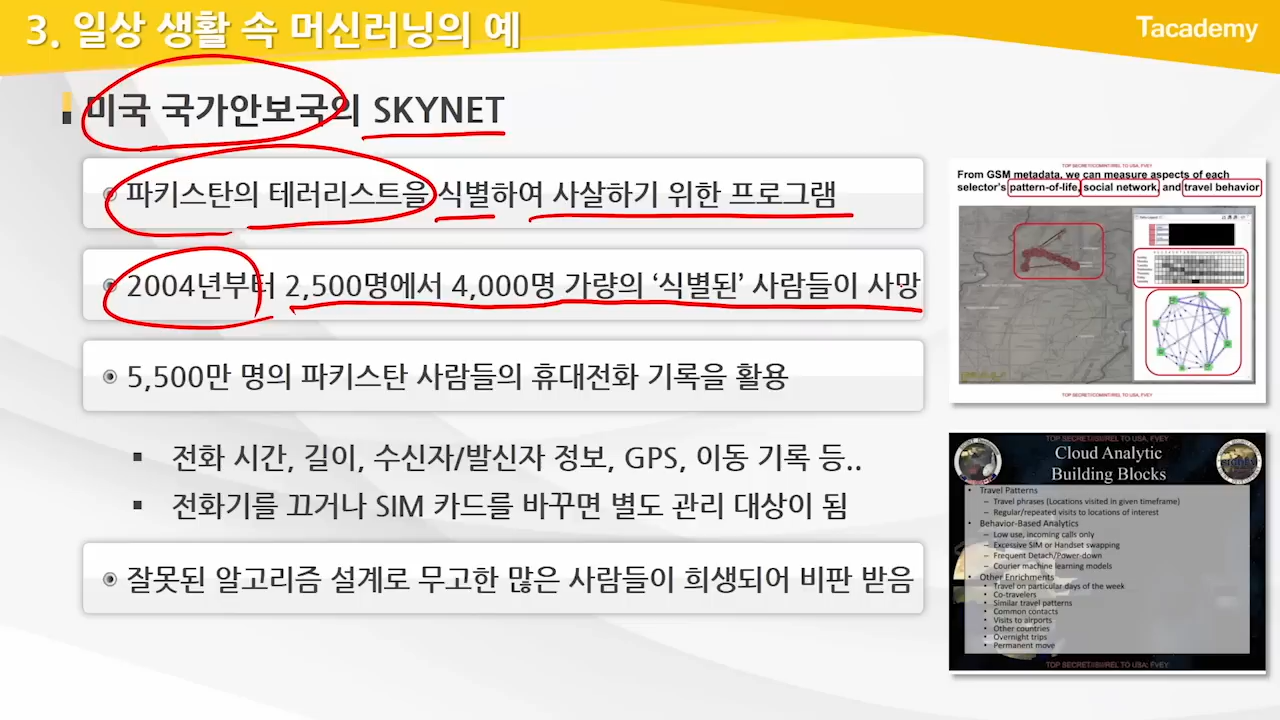 3. 일상 생활 속 머신러닝의 예
Tacademy
미국 국가안보국의 SKYNET
파키스탄의 테러리스트을 식별하여 사살하기 위한 프로그램
2004년부터 2,500명에서 4,000명 가량의 ‘식별된’ 사람들이 사망
5,500만 명의 파키스탄 사람들의 휴대전화 기록을 활용
전화 시간, 길이, 수신자/발신자 정보, GPS, 이동 기록 등..
전화기를 끄거나 SIM 카드를 바꾸면 별도 관리 대상이 됨
잘못된 알고리즘 설계로 무고한 많은 사람들이 희생되어 비판 받음
From GSM metadata, we can measure aspects of each
selector's pattern-of-life, social network, and travel behavior
Cloud Analytic
Building Blocks
Travel Patterns
– Travel phrases (Locations visited in given timeframe)
– Regular/repeated visits to locations of interest
Behavior-Based Analytics
– Low use, incoming calls only
– Excessive SIM or Handset swapping
– Frequent Detach/Power-down
– Courier machine learning models
Other Enrichments
Travel on particular days of the week
Co-travelers
Similar travel patterns
Common contacts
Visits to airports
Other countries
Overnight trips
Permanent move